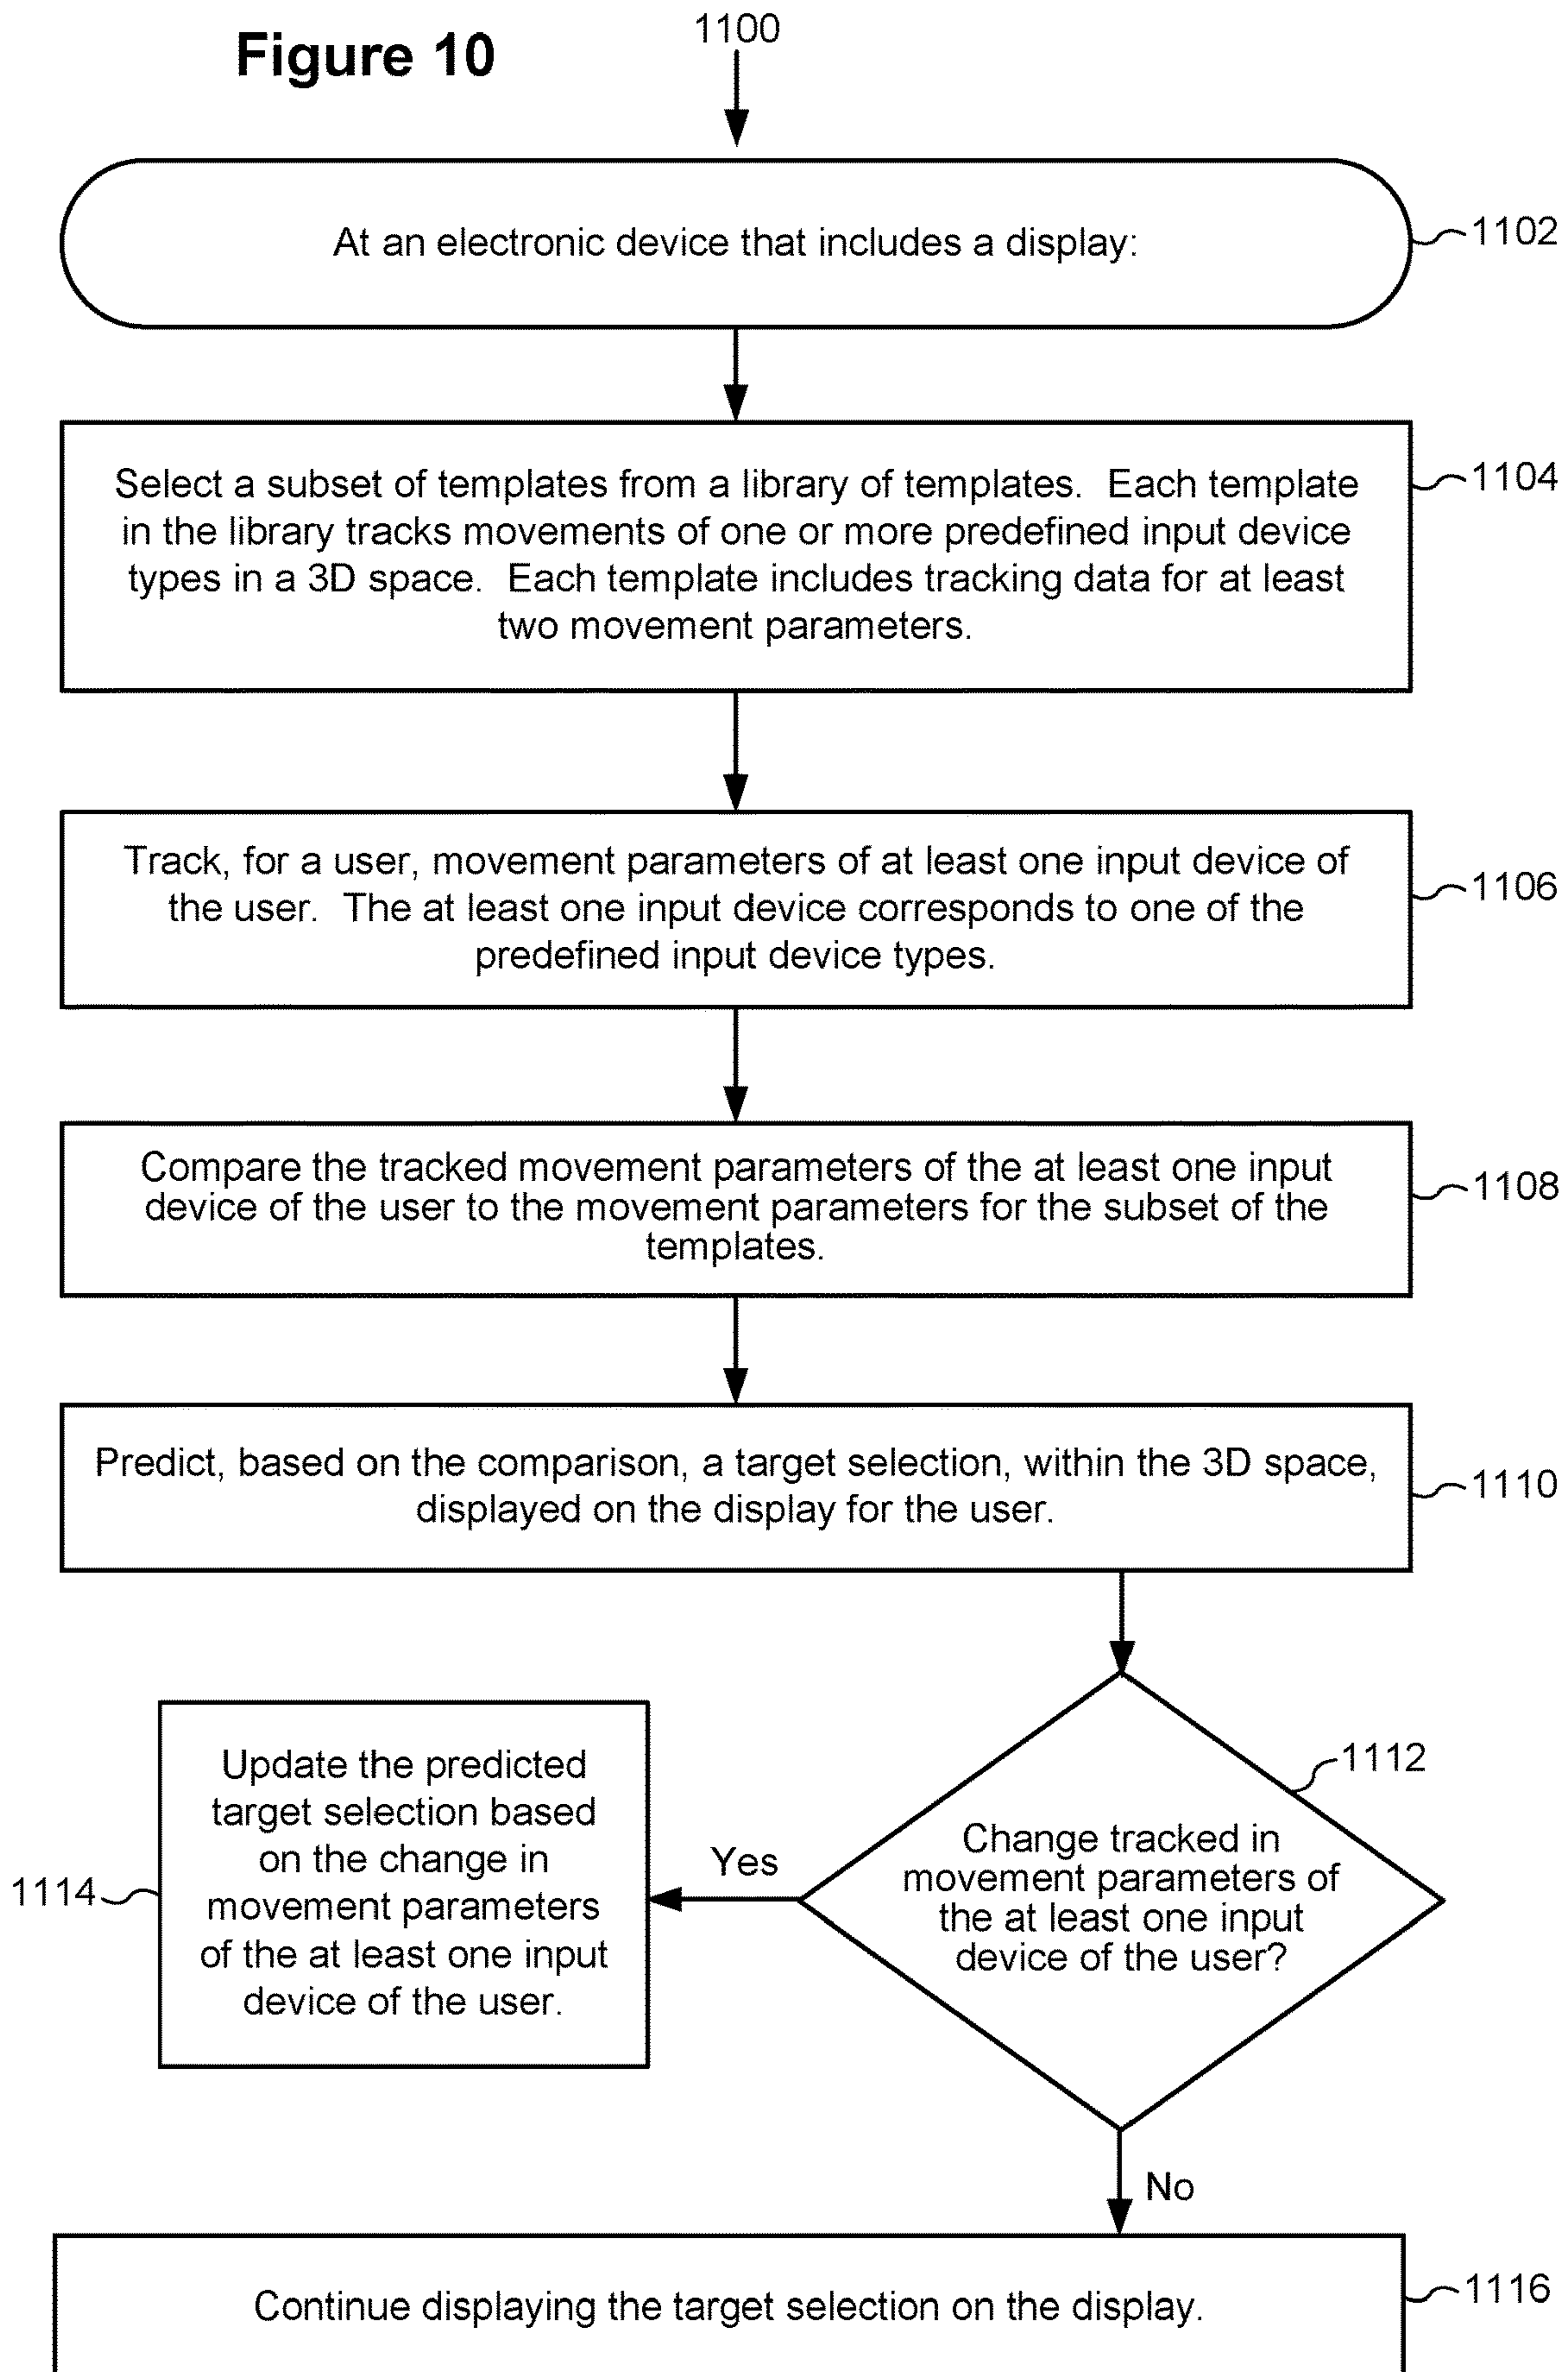 Figure 10
1100
At an electronic device that includes a display:
1102
Select a subset of templates from a library of templates. Each template
in the library tracks movements of one or more predefined input device
types in a 3D space. Each template includes tracking data for at least
two movement parameters.
1104
Track, for a user, movement parameters of at least one input device of
the user. The at least one input device corresponds to one of the
predefined input device types.
1106
Compare the tracked movement parameters of the at least one input
device of the user to the movement parameters for the subset of the
templates.
1108
Predict, based on the comparison, a target selection, within the 3D space,
displayed on the display for the user.
1110
1112
Change tracked in
movement parameters of
the at least one input
device of the user?
Yes
Update the predicted
target selection based
on the change in
movement parameters
of the at least one input
device of the user.
1114
No
Continue displaying the target selection on the display.
1116